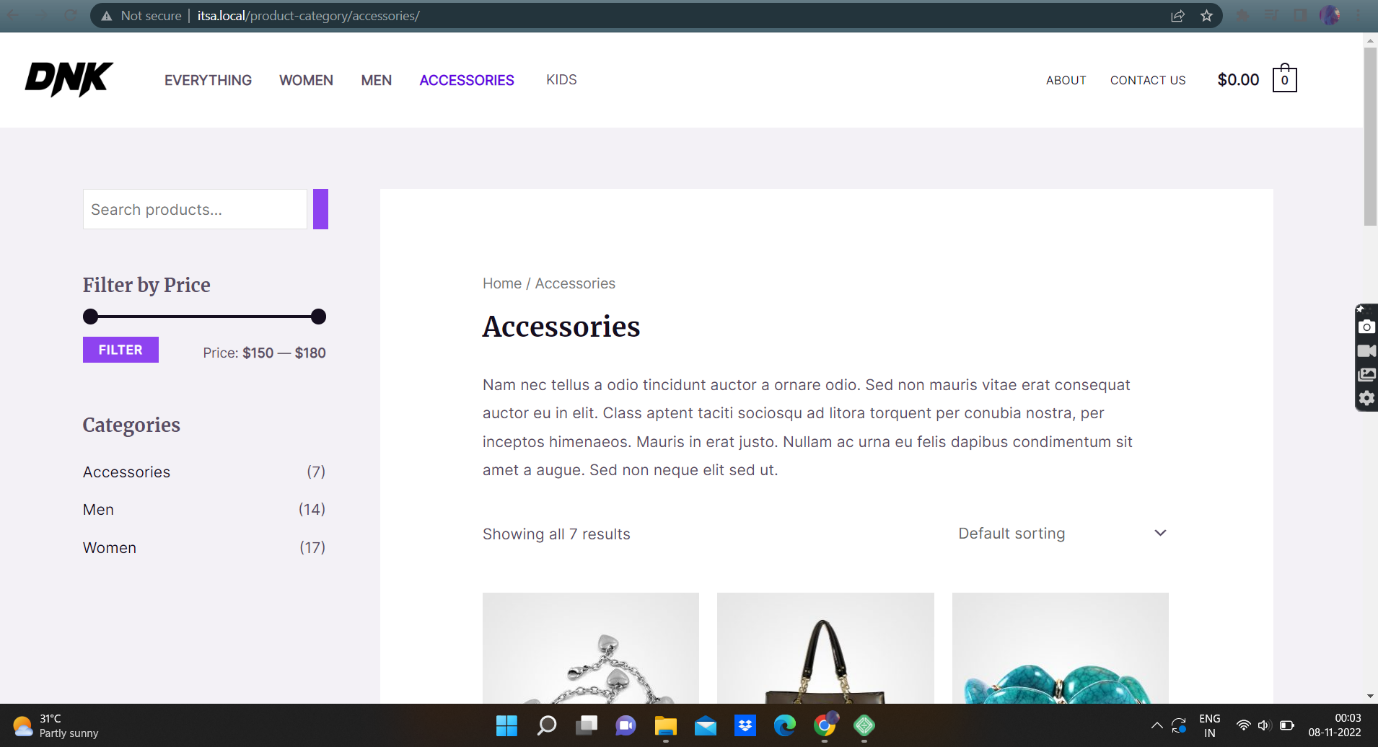 Not secure itsa.local/product-category/accessories/
DNK EVERYTHING WOMEN MEN ACCESSORIES KIDS ABOUT CONTACT US $0.00 0
Search products...
Filter by Price
FILTER Price: $150 — $180
Categories
Accessories (7)
Men (14)
Women (17)
Home / Accessories
Accessories
Nam nec tellus a odio tincidunt auctor a ornare odio. Sed non mauris vitae erat consequat
auctor eu in elit. Class aptent taciti sociosqu ad litora torquent per conubia nostra, per
inceptos himenaeos. Mauris in erat justo. Nullam ac urna eu felis dapibus condimentum sit
amet a augue. Sed non neque elit sed ut.
Showing all 7 results Default sorting
31°C
Partly sunny
ENG
IN
00:03
08-11-2022